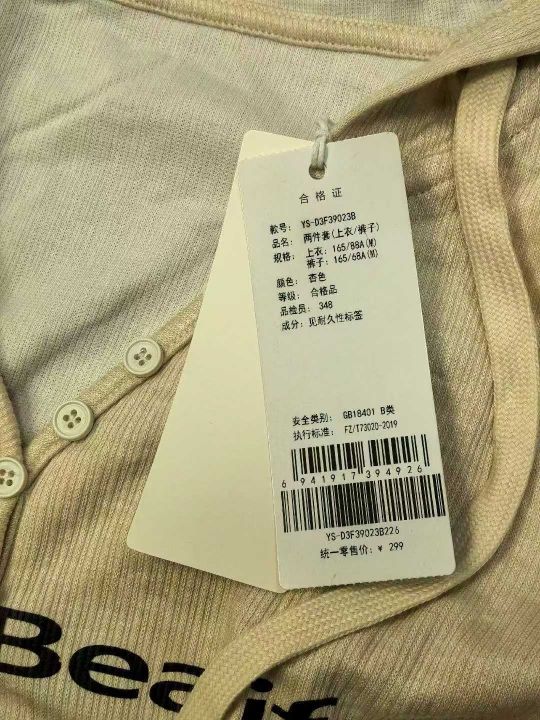 合格证
款号: YS-D3F39023B
品名: 两件套(上衣/裤子)
规格: 上衣: 165/88A(M)
裤子: 165/68A(M)
颜色: 杏色
等级: 合格品
品检员: 348
成分: 见耐久性标签
安全类别: GB18401 B类
执行标准: FZ/T73020-2019
6 941917 394926
YS-D3F39023B226
统一零售价: ¥ 299